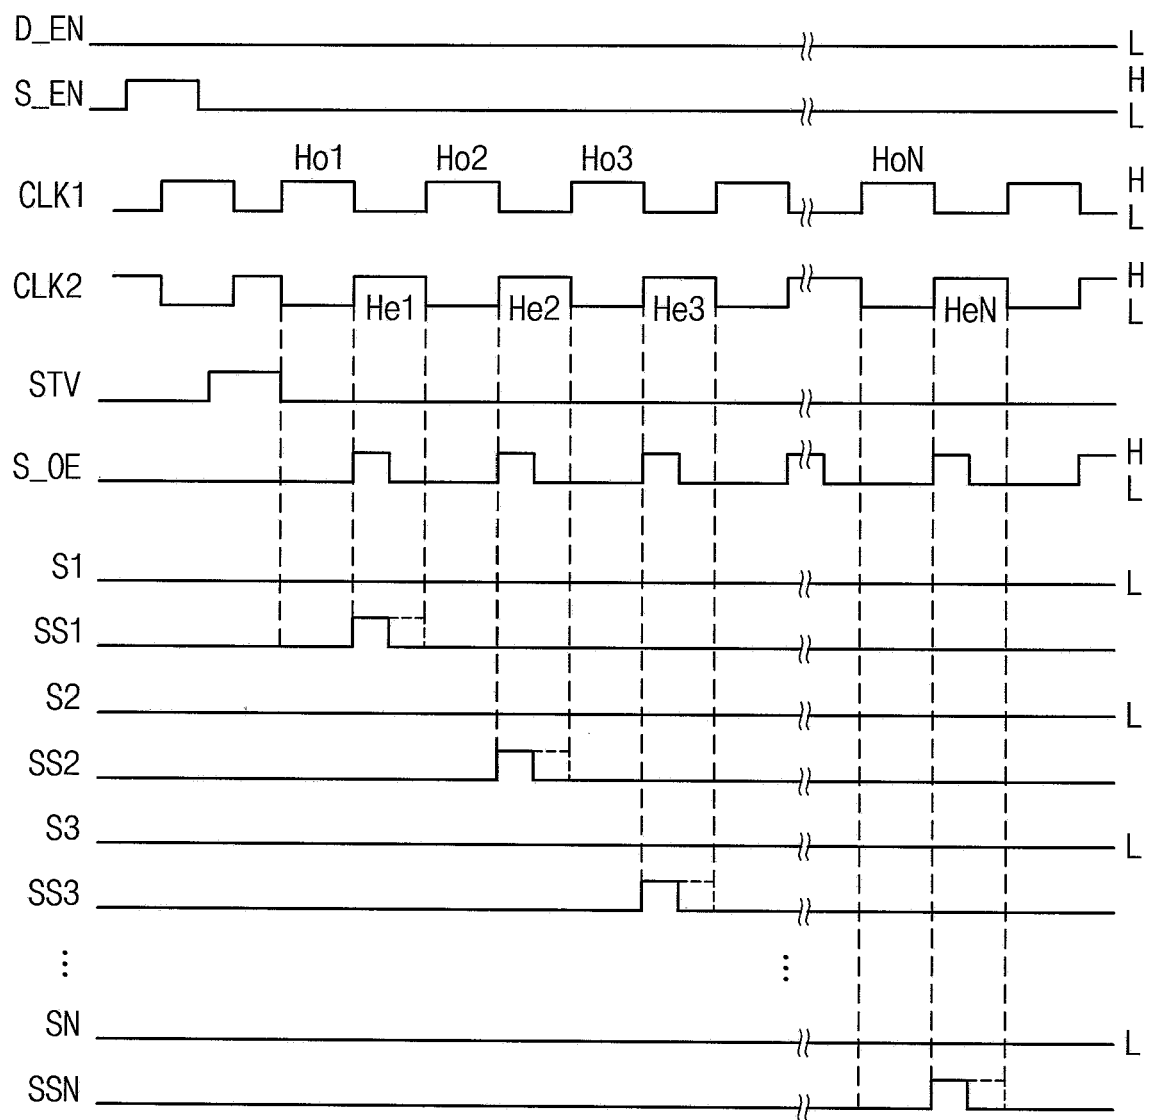 D_EN L
H
S_EN L
Ho1 Ho2 Ho3 HoN
CLK1 H
L
CLK2 H
He1 He2 He3 HeN L
STV
S_OE H
L
S1 L
SS1
S2 L
SS2
S3 L
SS3
SN L
SSN